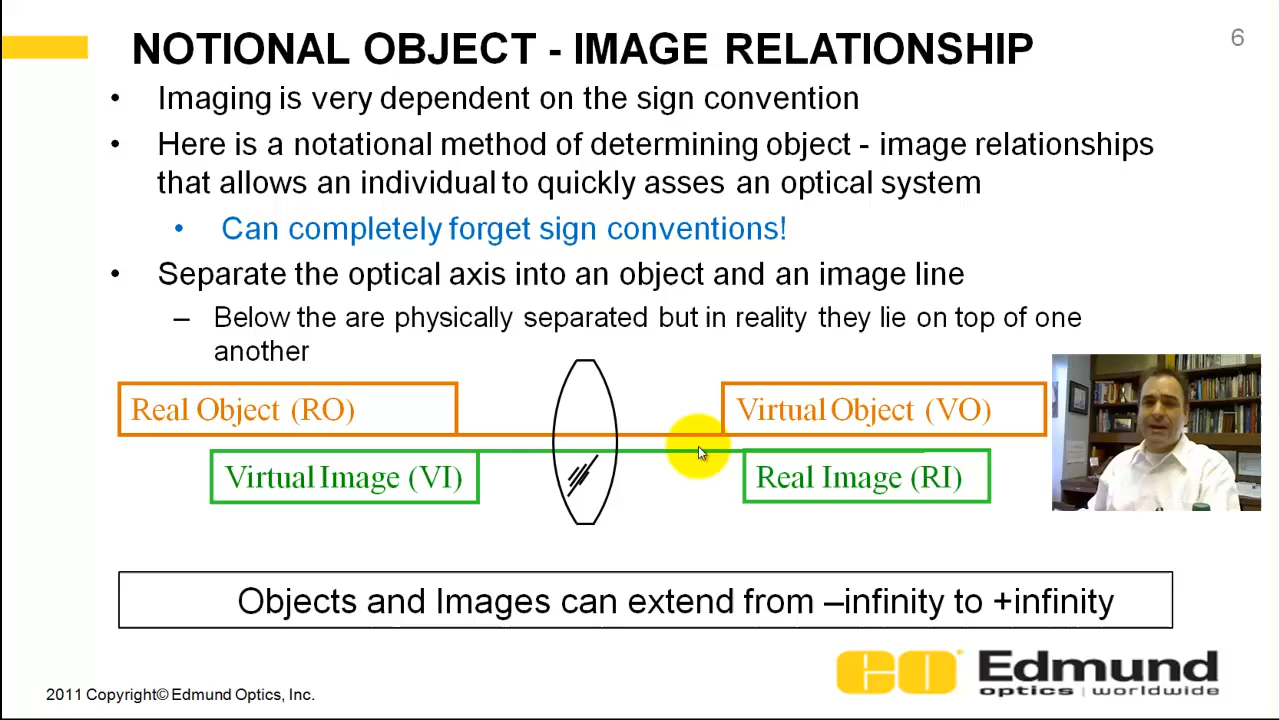 NOTIONAL OBJECT - IMAGE RELATIONSHIP
6
• Imaging is very dependent on the sign convention
• Here is a notational method of determining object - image relationships
that allows an individual to quickly asses an optical system
• Can completely forget sign conventions!
• Separate the optical axis into an object and an image line
– Below the are physically separated but in reality they lie on top of one
another
Real Object (RO)
Virtual Object (VO)
Virtual Image (VI)
Real Image (RI)
Objects and Images can extend from –infinity to +infinity
EO Edmund
optics | worldwide
2011 Copyright© Edmund Optics, Inc.